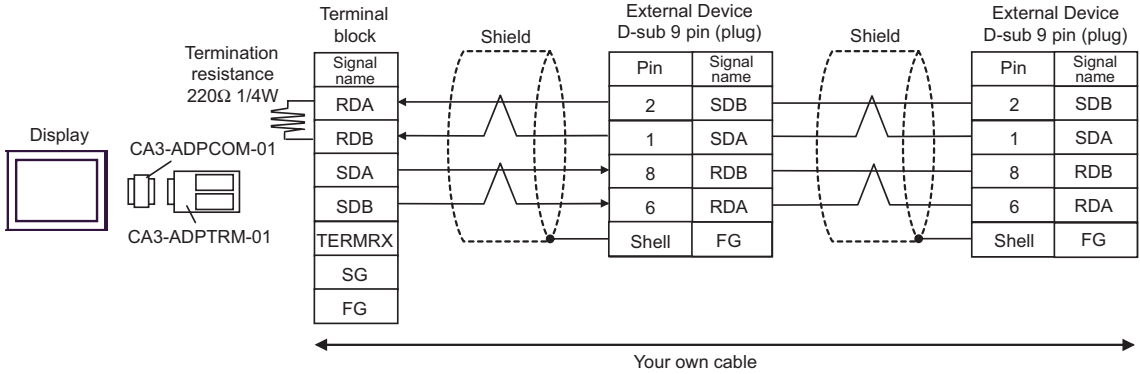 Terminal
block
Signal
name
RDA
RDB
SDA
SDB
TERMRX
SG
FG
Termination
resistance
220Ω 1/4W
Display
CA3-ADPCOM-01
CA3-ADPTRM-01
Shield
External Device
D-sub 9 pin (plug)
Pin Signal
name
2 SDB
1 SDA
8 RDB
6 RDA
Shell FG
Shield
External Device
D-sub 9 pin (plug)
Pin Signal
name
2 SDB
1 SDA
8 RDB
6 RDA
Shell FG
Your own cable